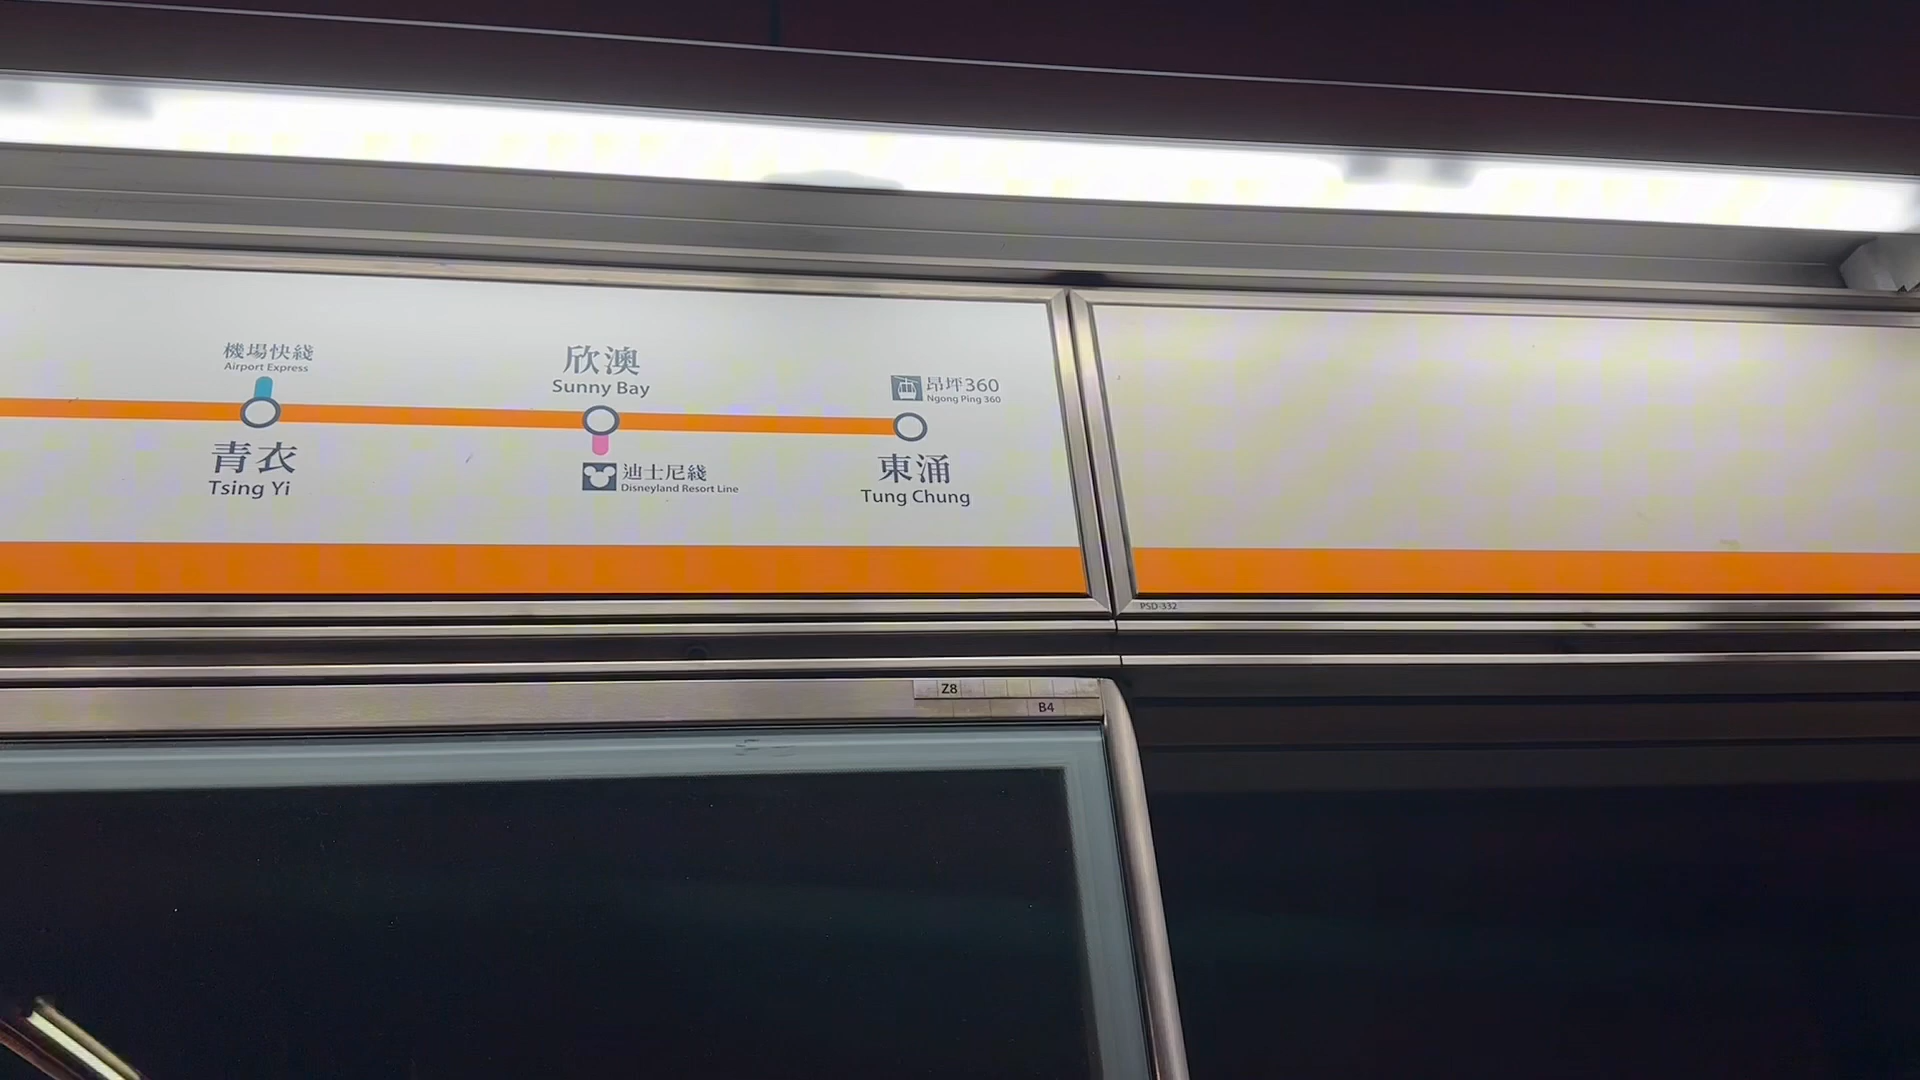 機場快綫
Airport Express
青衣
Tsing Yi
欣澳
Sunny Bay
迪士尼綫
Disneyland Resort Line
昂坪360
Ngong Ping 360
東涌
Tung Chung
PSD-332
Z8
B4